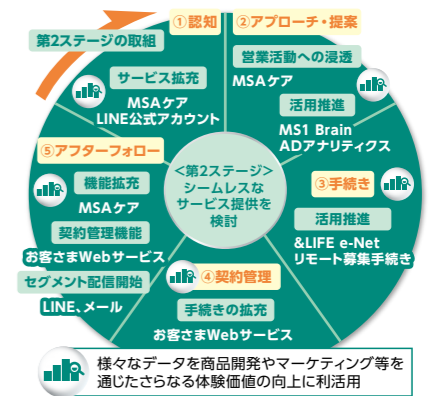 第2ステージの取組
①認知
サービス拡充
MSAケア
LINE公式アカウント
②アプローチ・提案
営業活動への浸透
MSAケア
活用推進
MS1 Brain
ADアナリティクス
③手続き
活用推進
&LIFE e-Net
リモート募集手続き
④契約管理
手続きの拡充
お客さまWebサービス
⑤アフターフォロー
機能拡充
MSAケア
契約管理機能
お客さまWebサービス
セグメント配信開始
LINE、メール
<第2ステージ>
シームレスな
サービス提供を
検討
様々なデータを商品開発やマーケティング等を
通じたさらなる体験価値の向上に利活用